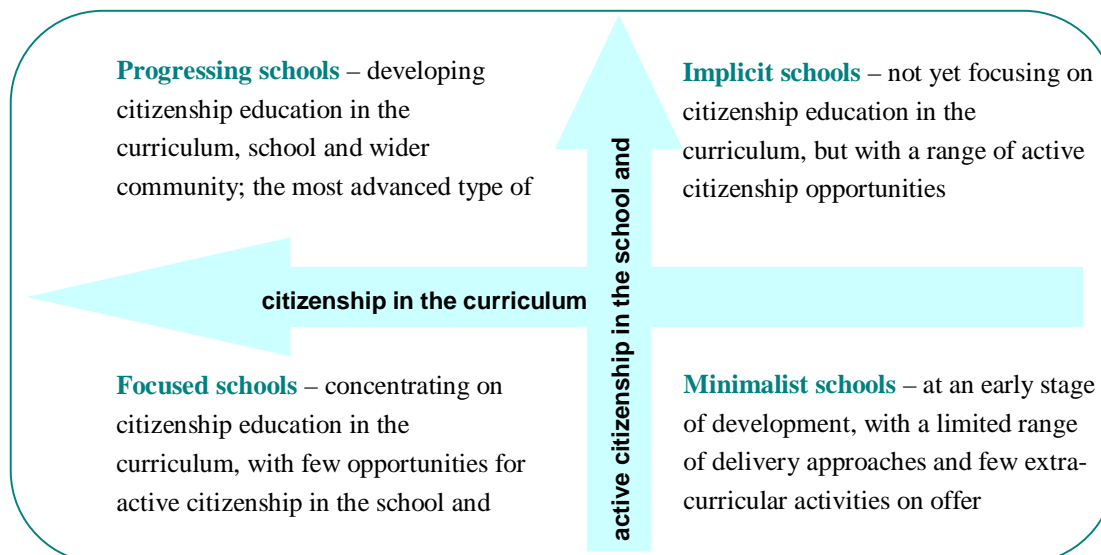 Progressing schools – developing
citizenship education in the
curriculum, school and wider
community; the most advanced type of
Implicit schools – not yet focusing on
citizenship education in the
curriculum, but with a range of active
citizenship opportunities
citizenship in the curriculum
active citizenship in the school and
Focused schools – concentrating on
citizenship education in the
curriculum, with few opportunities for
active citizenship in the school and
Minimalist schools – at an early stage
of development, with a limited range
of delivery approaches and few extra-
curricular activities on offer